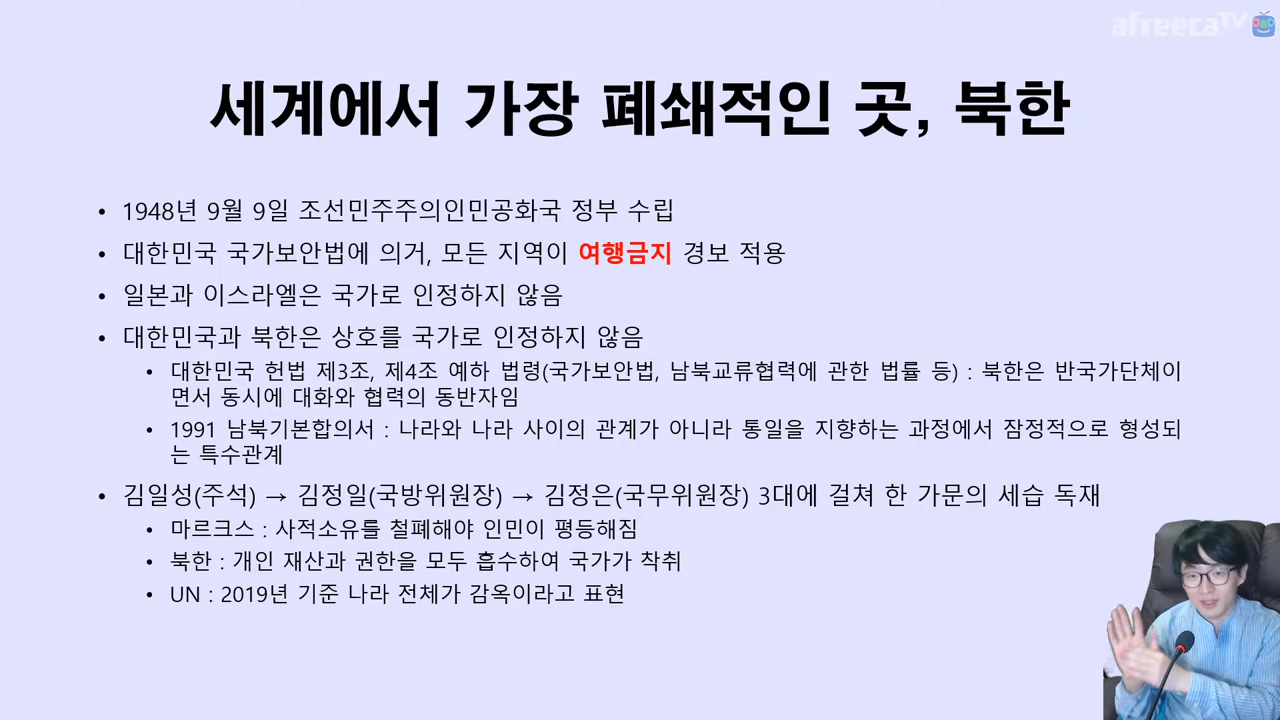 afreecaTV
세계에서 가장 폐쇄적인 곳, 북한
• 1948년 9월 9일 조선민주주의인민공화국 정부 수립
• 대한민국 국가보안법에 의거, 모든 지역이 여행금지 경보 적용
• 일본과 이스라엘은 국가로 인정하지 않음
• 대한민국과 북한은 상호를 국가로 인정하지 않음
• 대한민국 헌법 제3조, 제4조 예하 법령(국가보안법, 남북교류협력에 관한 법률 등) : 북한은 반국가단체이
면서 동시에 대화와 협력의 동반자임
• 1991 남북기본합의서 : 나라와 나라 사이의 관계가 아니라 통일을 지향하는 과정에서 잠정적으로 형성되
는 특수관계
• 김일성(주석) → 김정일(국방위원장) → 김정은(국무위원장) 3대에 걸쳐 한 가문의 세습 독재
• 마르크스 : 사적소유를 철폐해야 인민이 평등해짐
• 북한 : 개인 재산과 권한을 모두 흡수하여 국가가 착취
• UN : 2019년 기준 나라 전체가 감옥이라고 표현